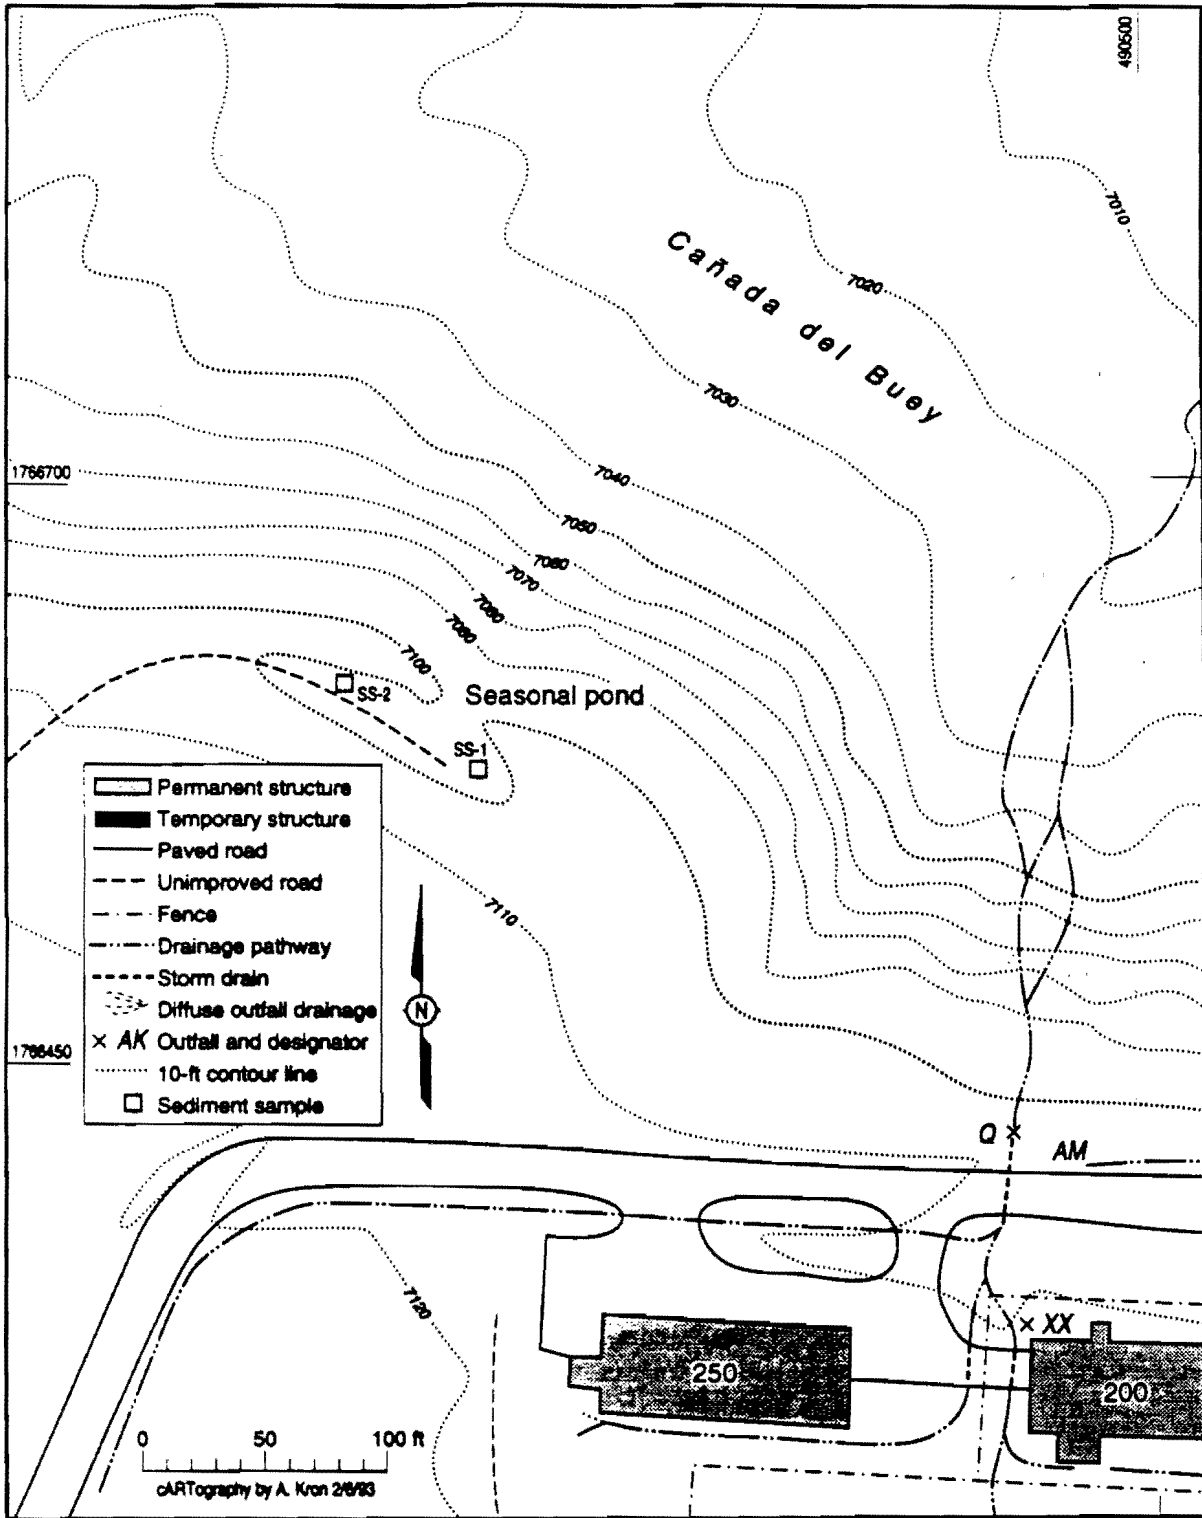 490500
7010
Cañada del Buey
7020
7030
1766700
7040
7050
7060
7070
7080
7080
7100
SS-2
Seasonal pond
SS-1
Permanent structure
Temporary structure
Paved road
Unimproved road
Fence
Drainage pathway
Storm drain
Diffuse outfall drainage
× AK Outfall and designator
10-ft contour line
Sediment sample
7110
N
1766450
Q
AM
7120
XX
250
200
0 50 100 ft
cARTography by A. Kron 2/6/93